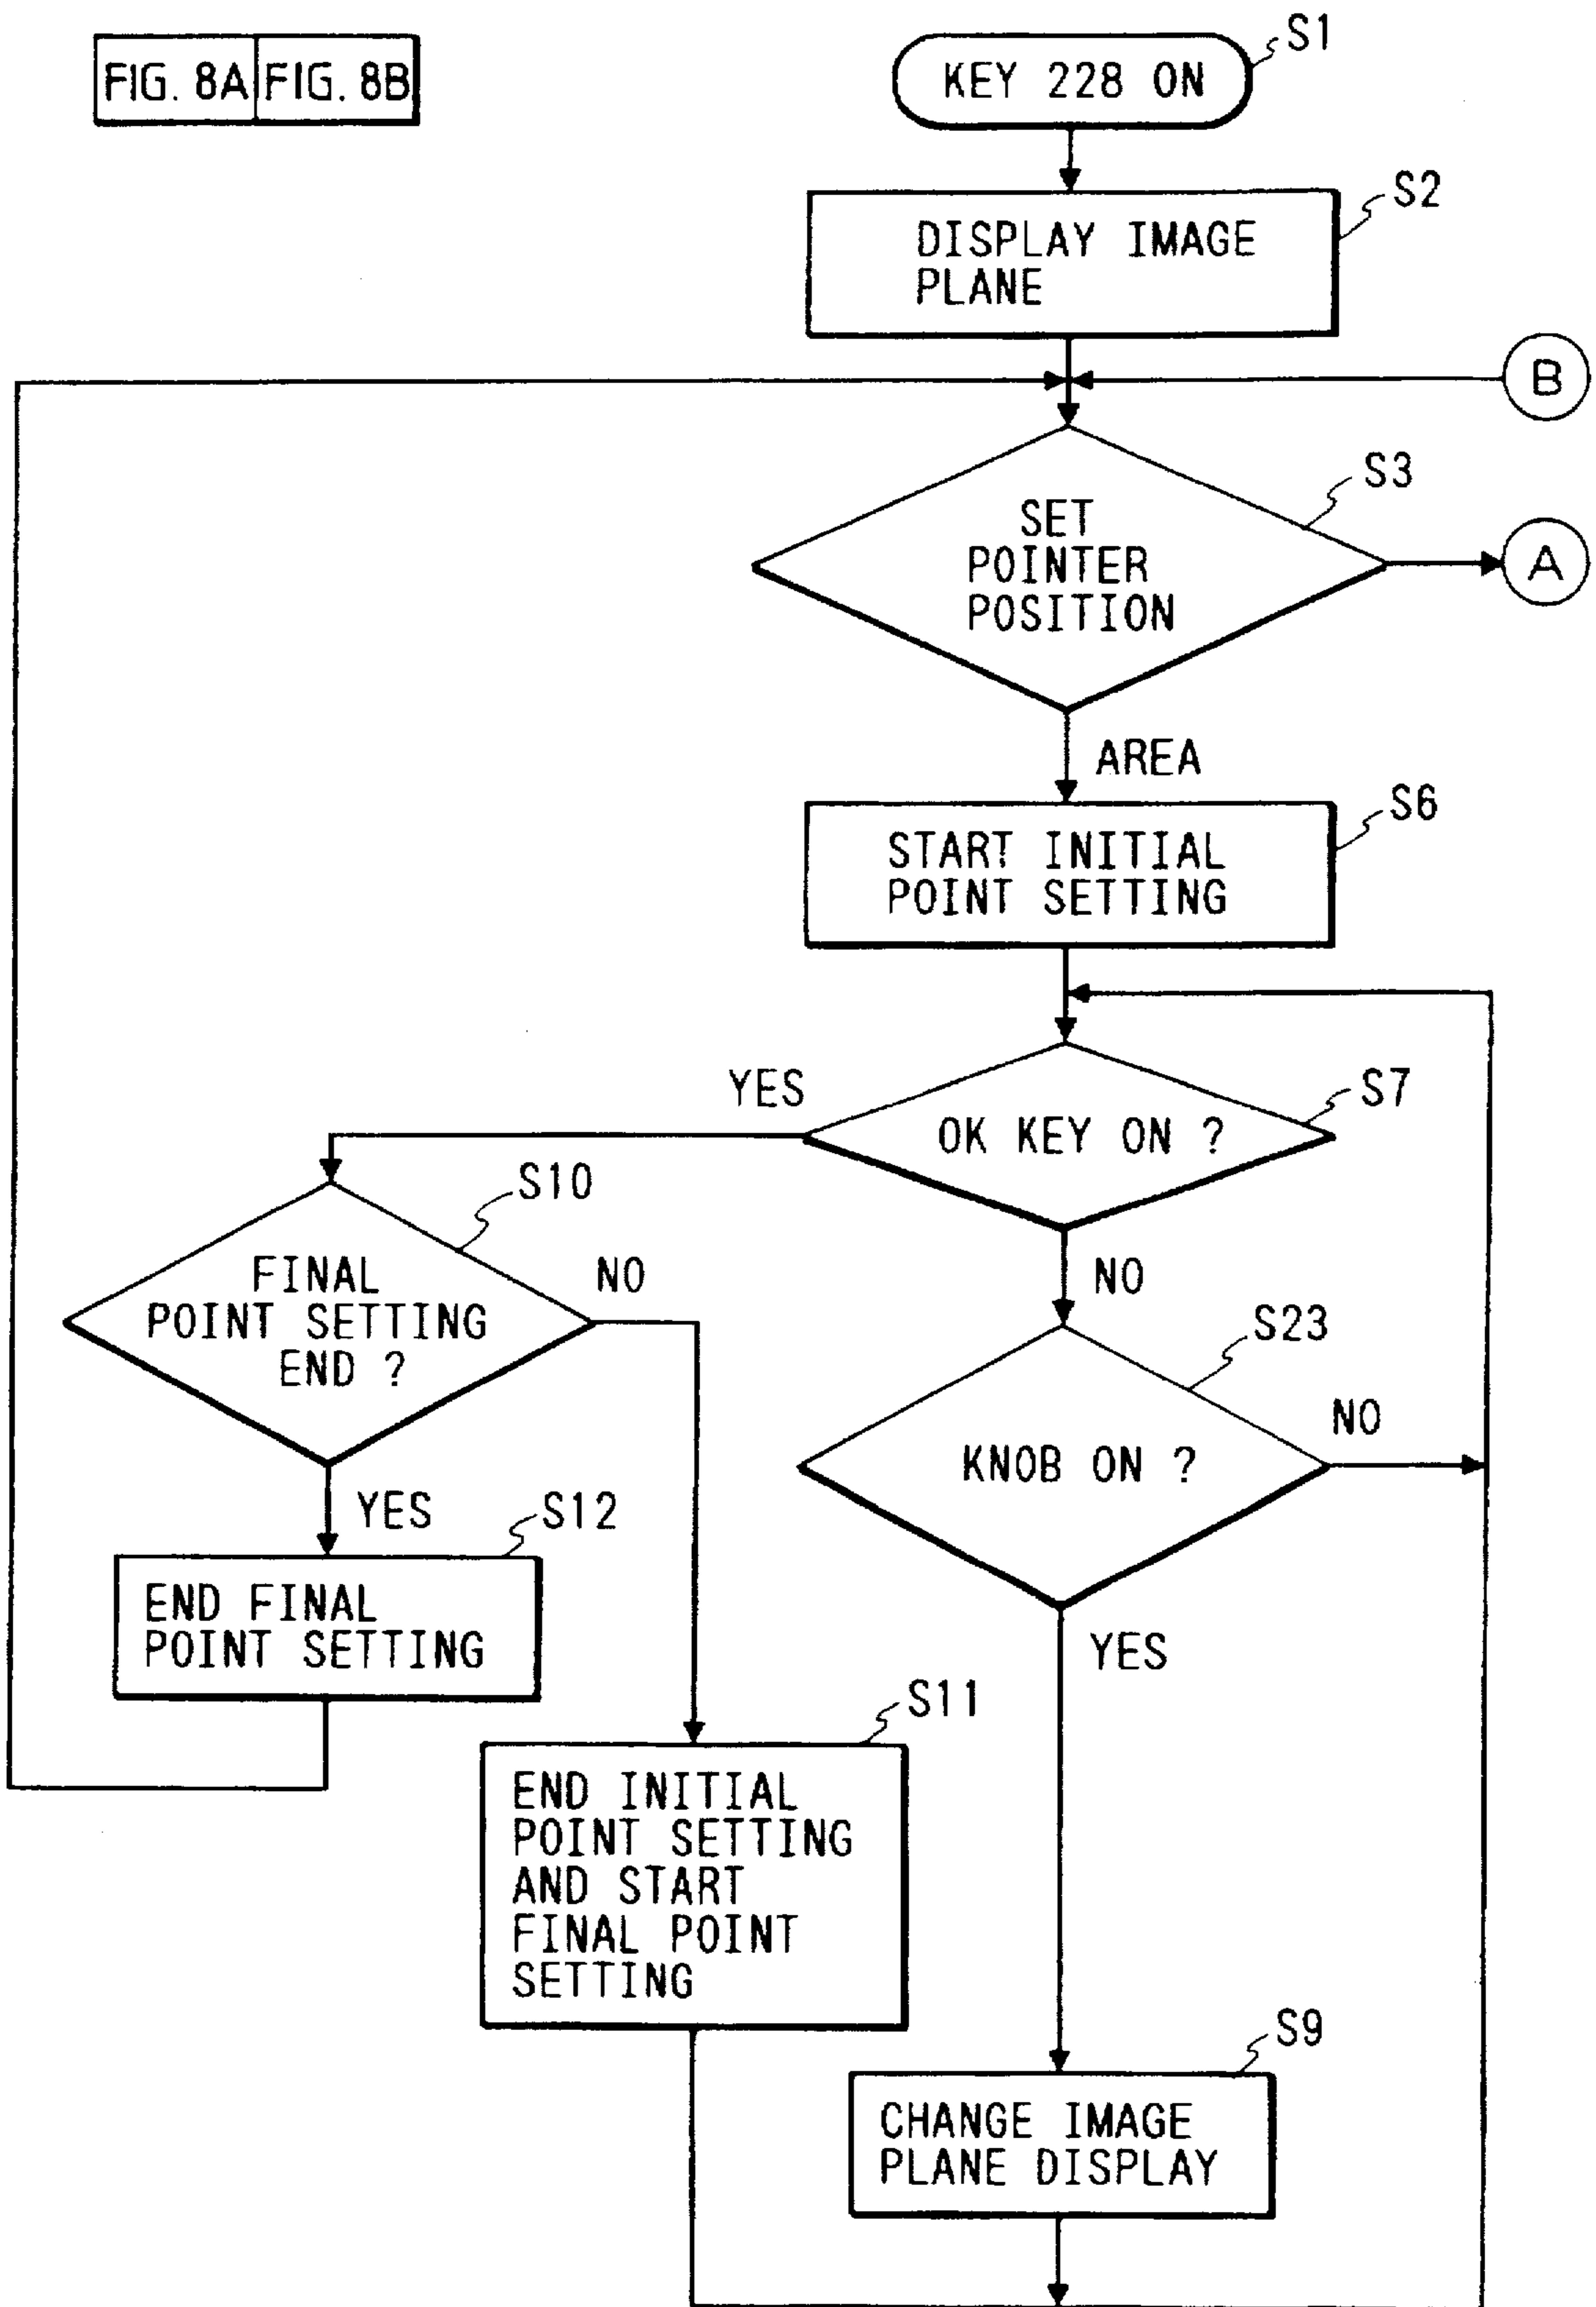 FIG. 8A FIG. 8B
S1
KEY 228 ON
S2
DISPLAY IMAGE
PLANE
B
S3
SET
POINTER
POSITION
A
AREA
S6
START INITIAL
POINT SETTING
YES
S7
OK KEY ON ?
S10
FINAL
POINT SETTING
END ?
NO
NO
S23
KNOB ON ?
NO
YES
S12
END FINAL
POINT SETTING
YES
S11
END INITIAL
POINT SETTING
AND START
FINAL POINT
SETTING
S9
CHANGE IMAGE
PLANE DISPLAY